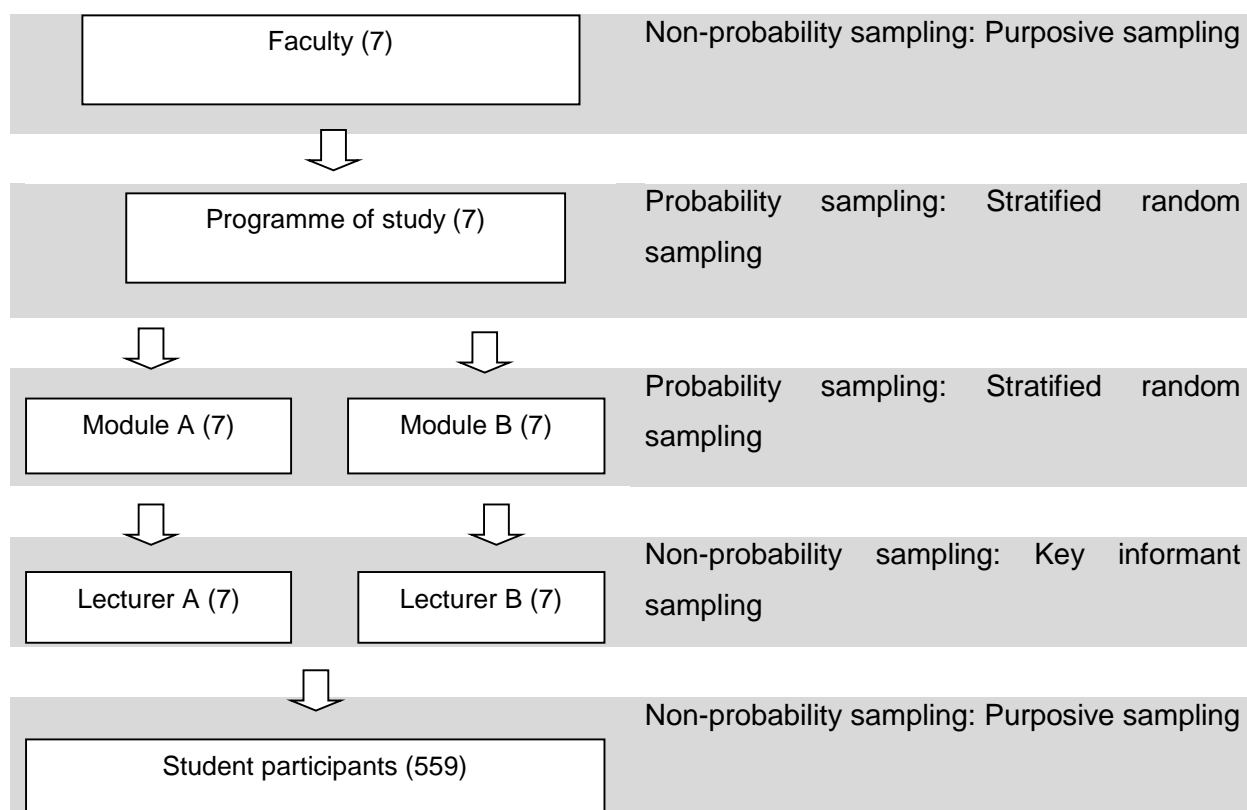 Faculty (7)
Non-probability sampling: Purposive sampling
Programme of study (7)
Probability sampling: Stratified random
sampling
Module A (7)
Module B (7)
Probability sampling: Stratified random
sampling
Lecturer A (7)
Lecturer B (7)
Non-probability sampling: Key informant
sampling
Student participants (559)
Non-probability sampling: Purposive sampling